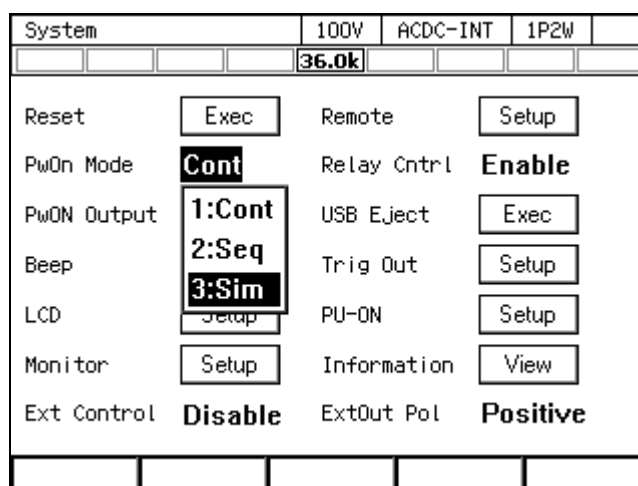 System 100V ACDC-INT 1P2W
36.0k
Reset Exec Remote Setup
PwOn Mode Cont Relay Cntrl Enable
PwON Output 1:Cont USB Eject Exec
2:Seq
Beep Trig Out Setup
3:Sim
LCD Setup PU-ON Setup
Monitor Setup Information View
Ext Control Disable ExtOut Pol Positive